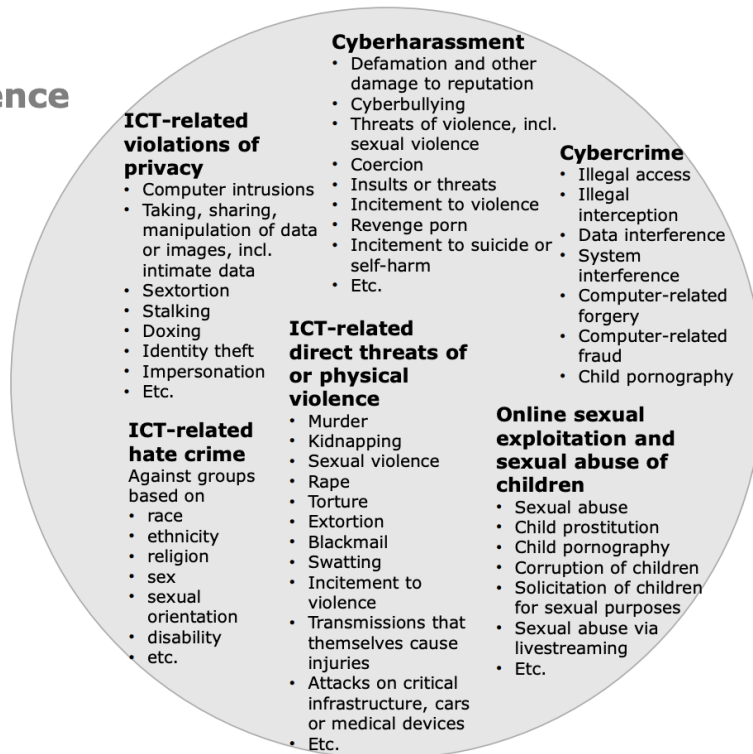 ence
Cyberharassment
• Defamation and other
damage to reputation
• Cyberbullying
• Threats of violence, incl.
sexual violence
• Coercion
• Insults or threats
• Incitement to violence
• Revenge porn
• Incitement to suicide or
self-harm
• Etc.
ICT-related
violations of
privacy
• Computer intrusions
• Taking, sharing,
manipulation of data
or images, incl.
intimate data
• Sextortion
• Stalking
• Doxing
• Identity theft
• Impersonation
• Etc.
Cybercrime
• Illegal access
• Illegal
interception
• Data interference
• System
interference
• Computer-related
forgery
• Computer-related
fraud
• Child pornography
ICT-related
direct threats of
or physical
violence
• Murder
• Kidnapping
• Sexual violence
• Rape
• Torture
• Extortion
• Blackmail
• Swatting
• Incitement to
violence
• Transmissions that
themselves cause
injuries
• Attacks on critical
infrastructure, cars
or medical devices
• Etc.
ICT-related
hate crime
Against groups
based on
• race
• ethnicity
• religion
• sex
• sexual
orientation
• disability
• etc.
Online sexual
exploitation and
sexual abuse of
children
• Sexual abuse
• Child prostitution
• Child pornography
• Corruption of children
• Solicitation of children
for sexual purposes
• Sexual abuse via
livestreaming
• Etc.